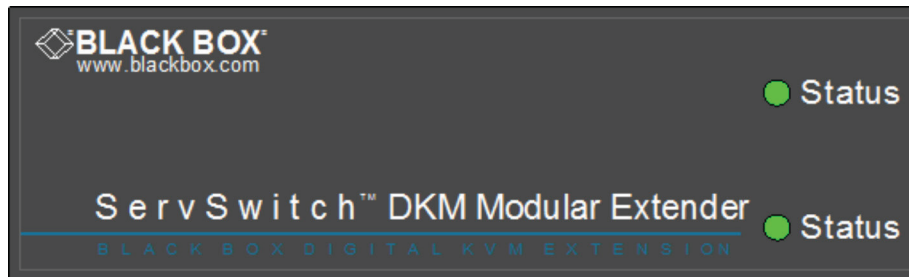 BLACK BOX®
www.blackbox.com
Status
ServSwitch™ DKM Modular Extender
Status
BLACK BOX DIGITAL KVM EXTENSION